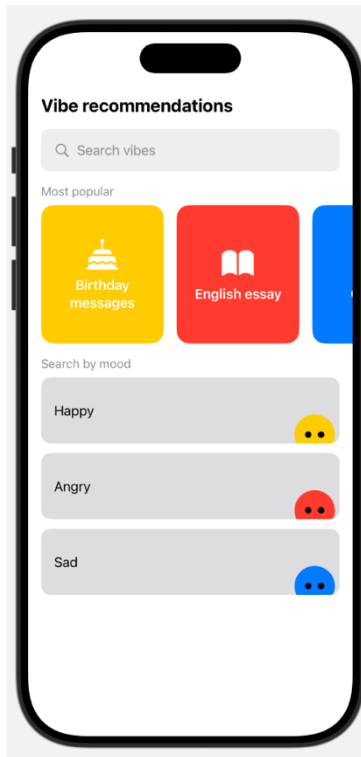 Vibe recommendations
Search vibes
Most popular
Birthday
messages
English essay
Search by mood
Happy
Angry
Sad